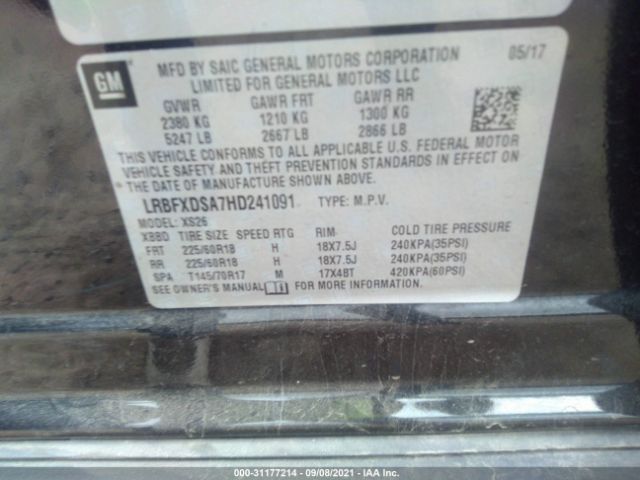 GM
MFD BY SAIC GENERAL MOTORS CORPORATION 05/17
LIMITED FOR GENERAL MOTORS LLC
GVWR GAWR FRT GAWR RR
2380 KG 1210 KG 1300 KG
5247 LB 2667 LB 2866 LB
THIS VEHICLE CONFORMS TO ALL APPLICABLE U.S. FEDERAL MOTOR
VEHICLE SAFETY AND THEFT PREVENTION STANDARDS IN EFFECT ON
THE DATE OF MANUFACTURE SHOWN ABOVE.
LRBFXDSA7HD241091 TYPE: M.P.V.
MODEL: XS26
XBBD TIRE SIZE SPEED RTG RIM COLD TIRE PRESSURE
FRT 225/60R18 H 18X7.5J 240KPA(35PSI)
RR 225/60R18 H 18X7.5J 240KPA(35PSI)
SPA T145/70R17 M 17X4BT 420KPA(60PSI)
SEE OWNER'S MANUAL FOR MORE INFORMATION
000-31177214 - 09/08/2021 - IAA Inc.